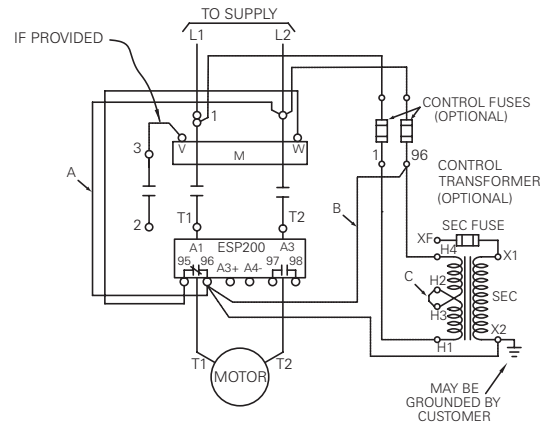 TO SUPPLY
L1
L2
IF PROVIDED
1
CONTROL FUSES
(OPTIONAL)
V
W
M
3
1
96
CONTROL
TRANSFORMER
(OPTIONAL)
A
2
T1
T2
B
SEC FUSE
XF
H4
X1
A1
ESP200
A3
95
96
A3+
A4-
97
98
C
H2
H3
SEC
X2
H1
T1
T2
MOTOR
MAY BE
GROUNDED BY
CUSTOMER